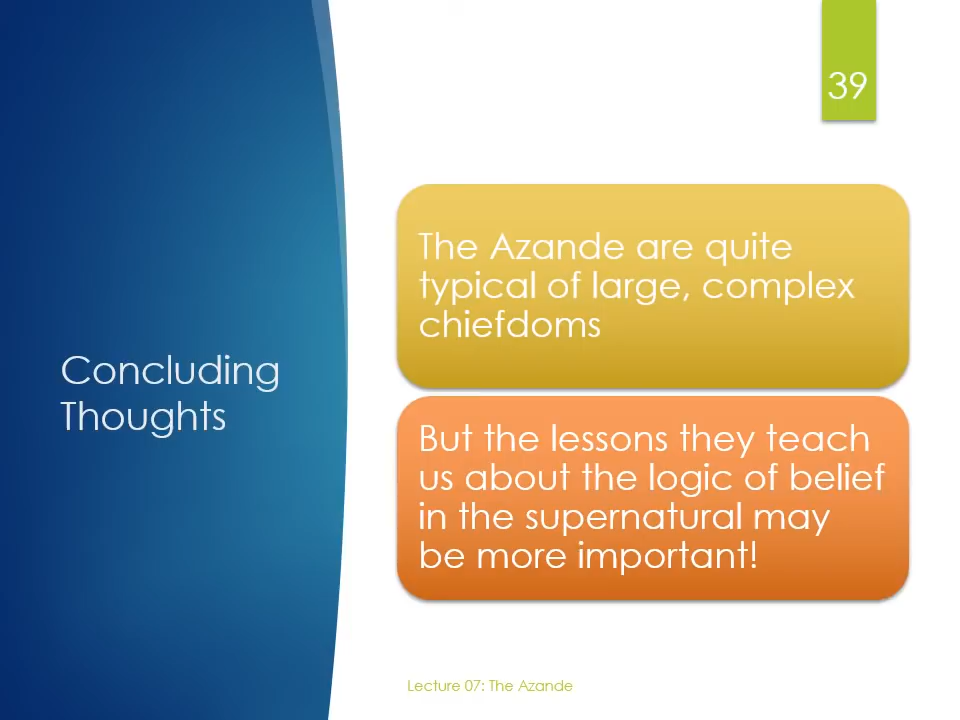 39
Concluding
Thoughts
The Azande are quite
typical of large, complex
chiefdoms
But the lessons they teach
us about the logic of belief
in the supernatural may
be more important!
Lecture 07: The Azande